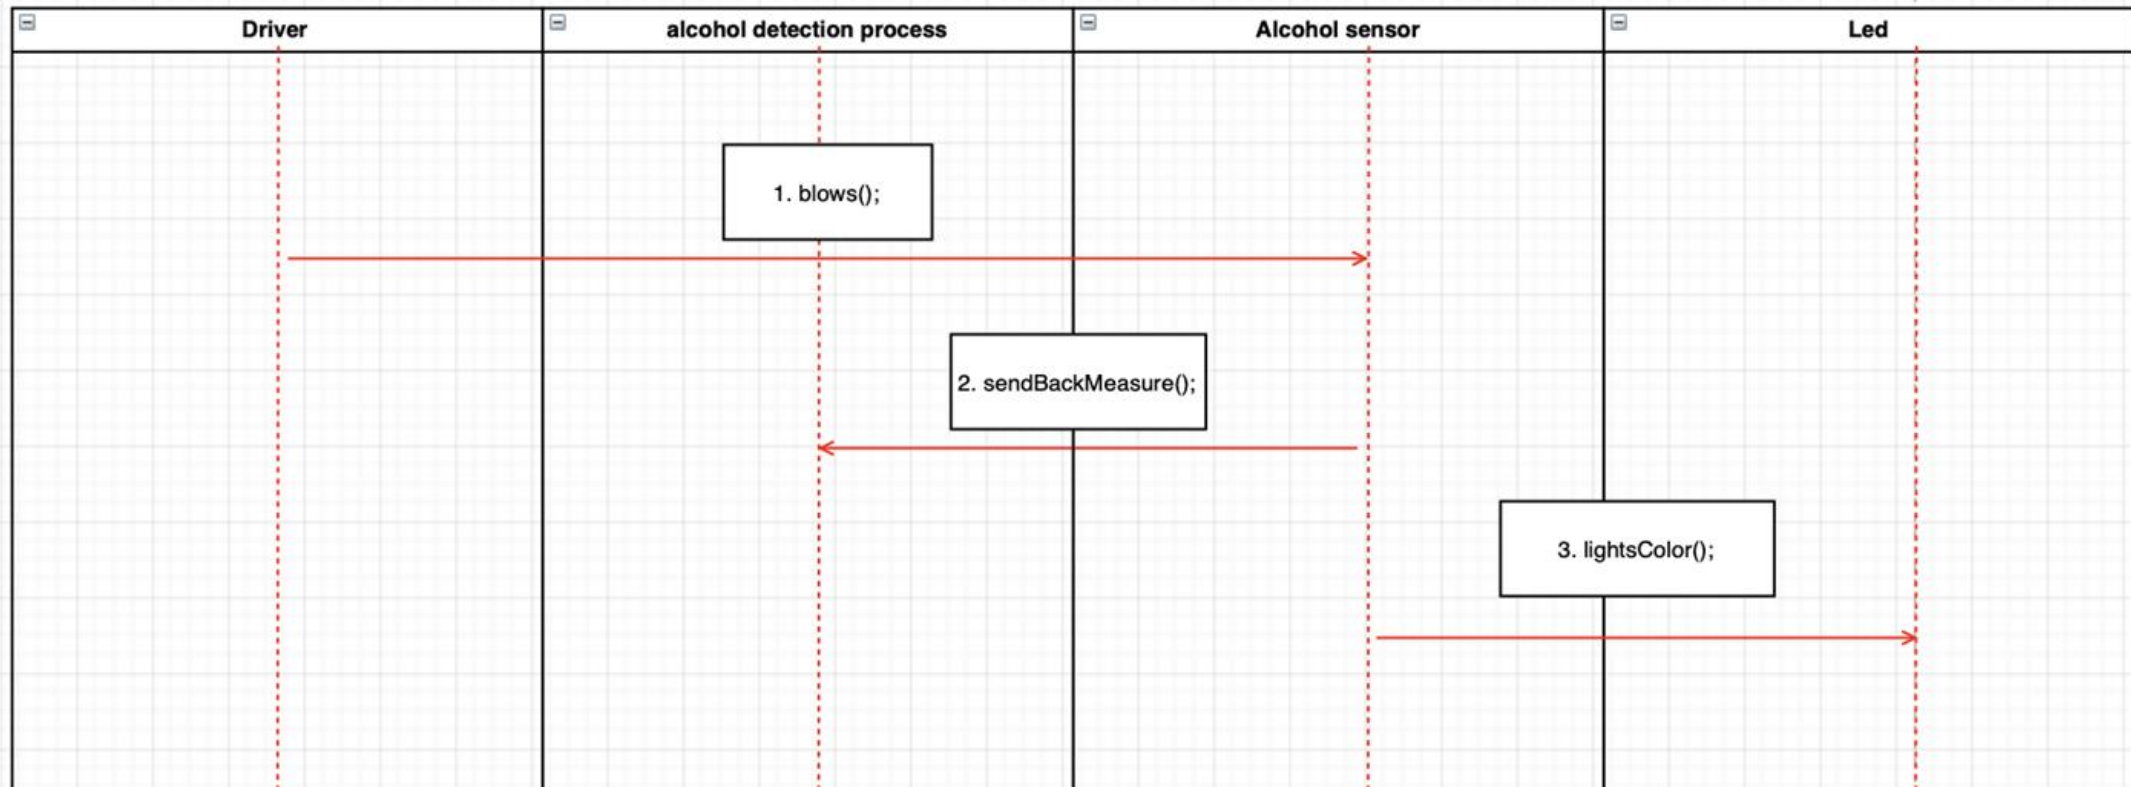 Driver
alcohol detection process
Alcohol sensor
Led
1. blows();
2. sendBackMeasure();
3. lightsColor();